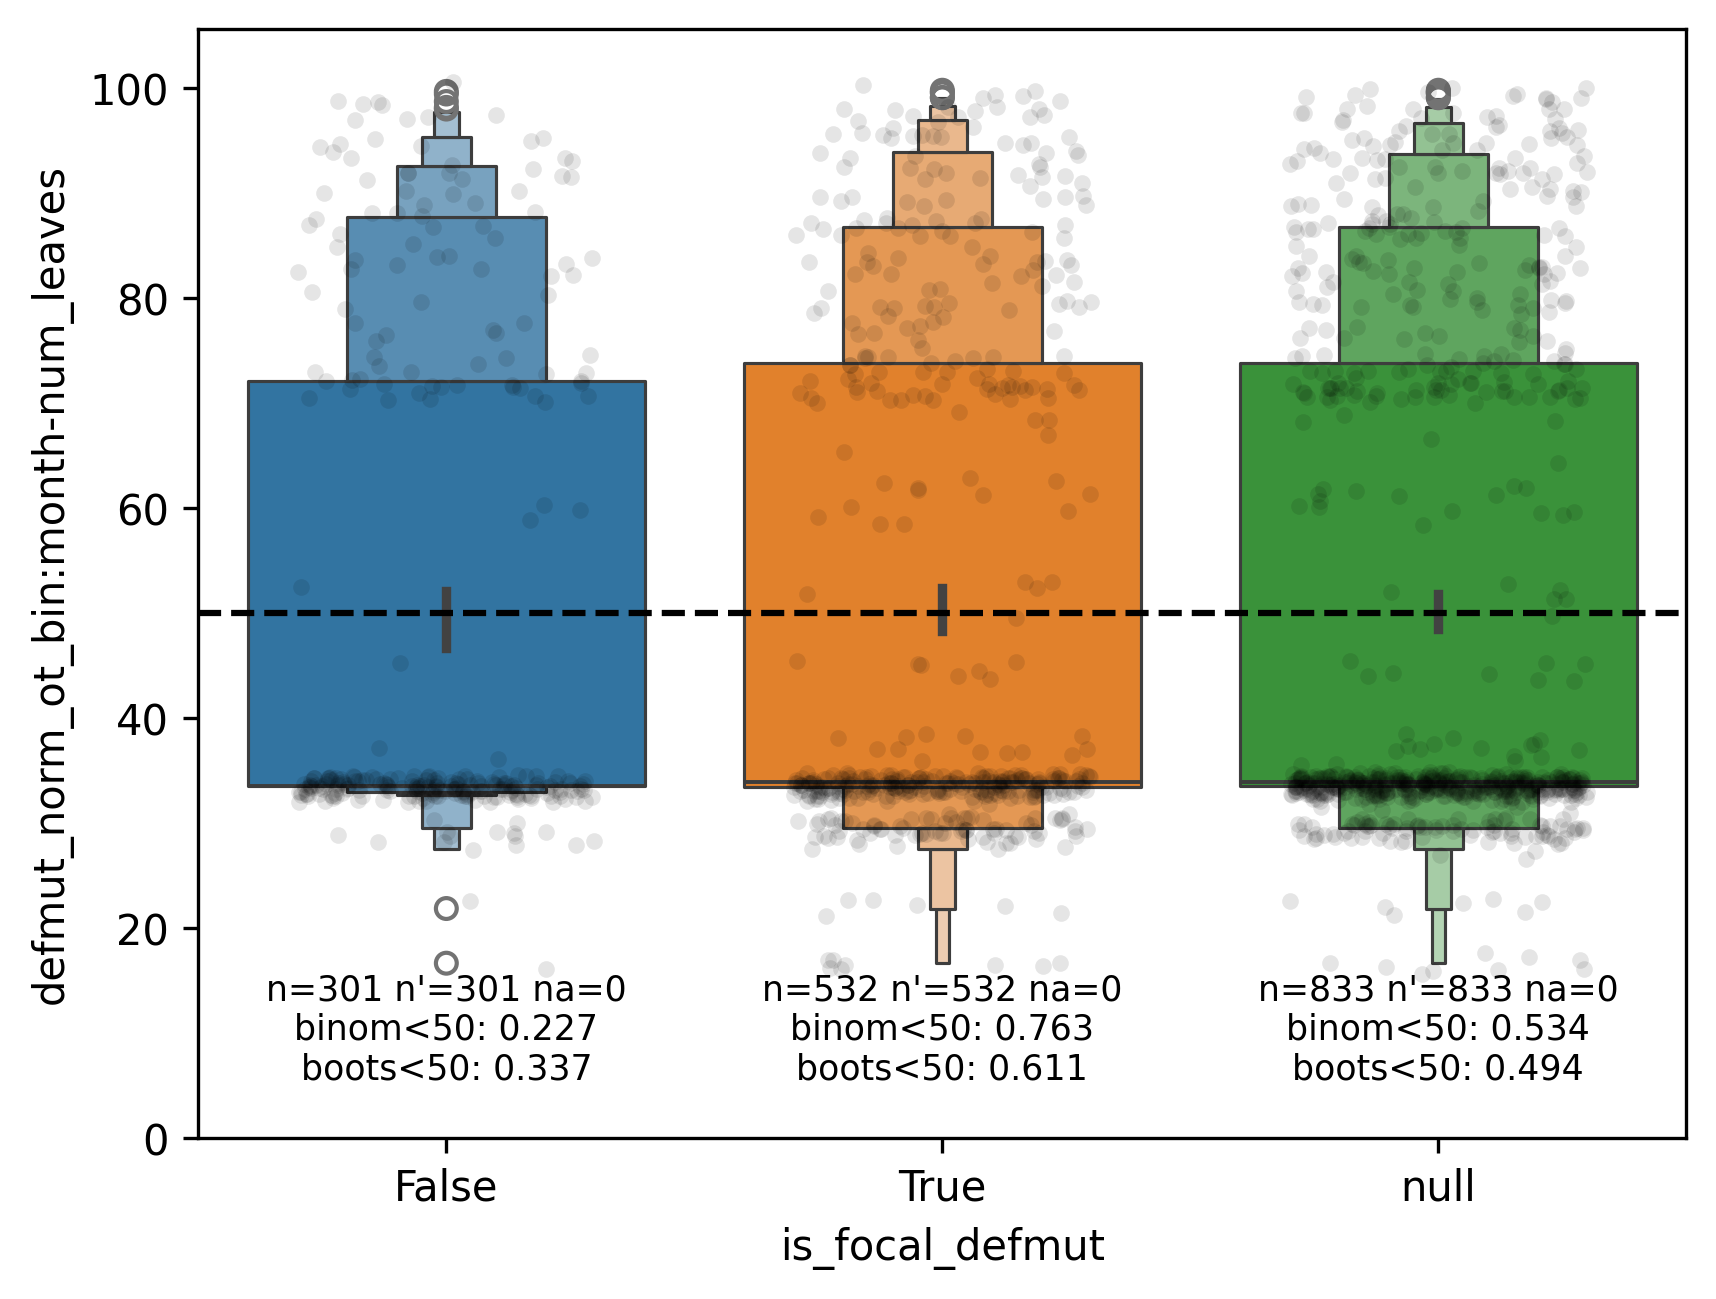 defmut_norm_ot_bin:month-num_leaves
100
80
60
40
20
0
n=301 n'=301 na=0
binom<50: 0.227
boots<50: 0.337
n=532 n'=532 na=0
binom<50: 0.763
boots<50: 0.611
n=833 n'=833 na=0
binom<50: 0.534
boots<50: 0.494
False
True
null
is_focal_defmut